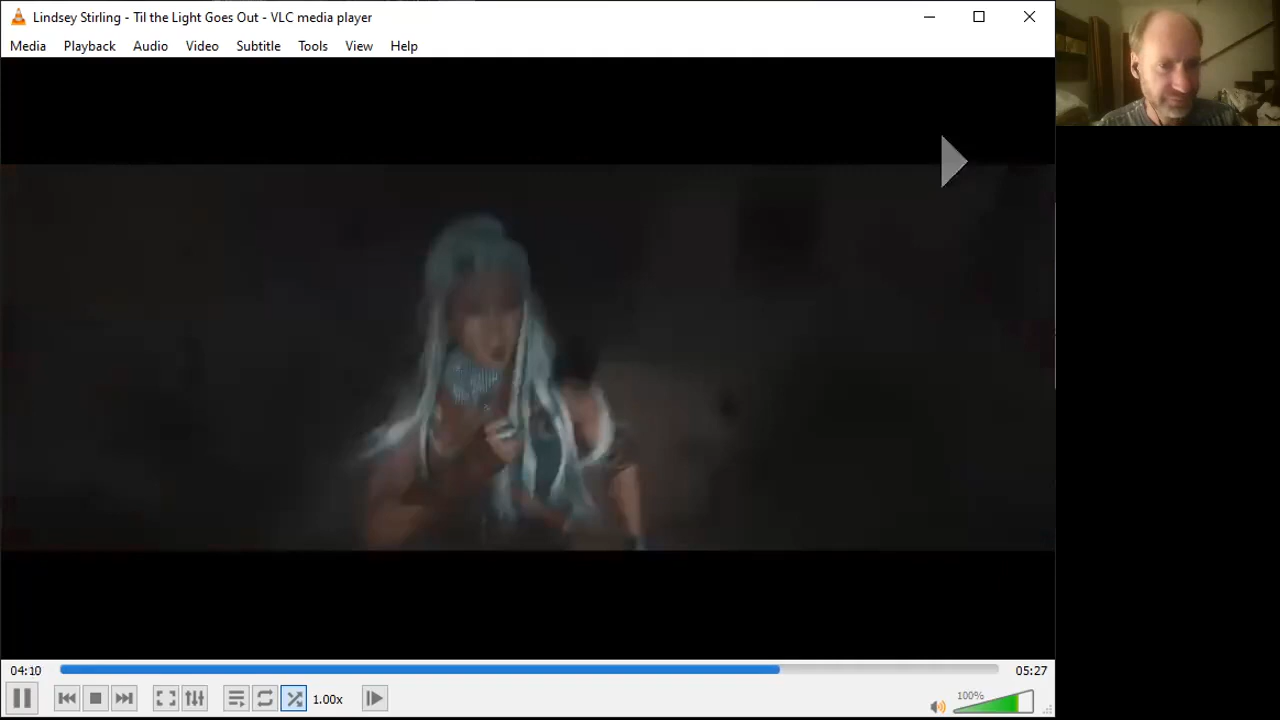 Lindsey Stirling - Til the Light Goes Out - VLC media player
Media Playback Audio Video Subtitle Tools View Help
04:10 05:27
1.00x 100%